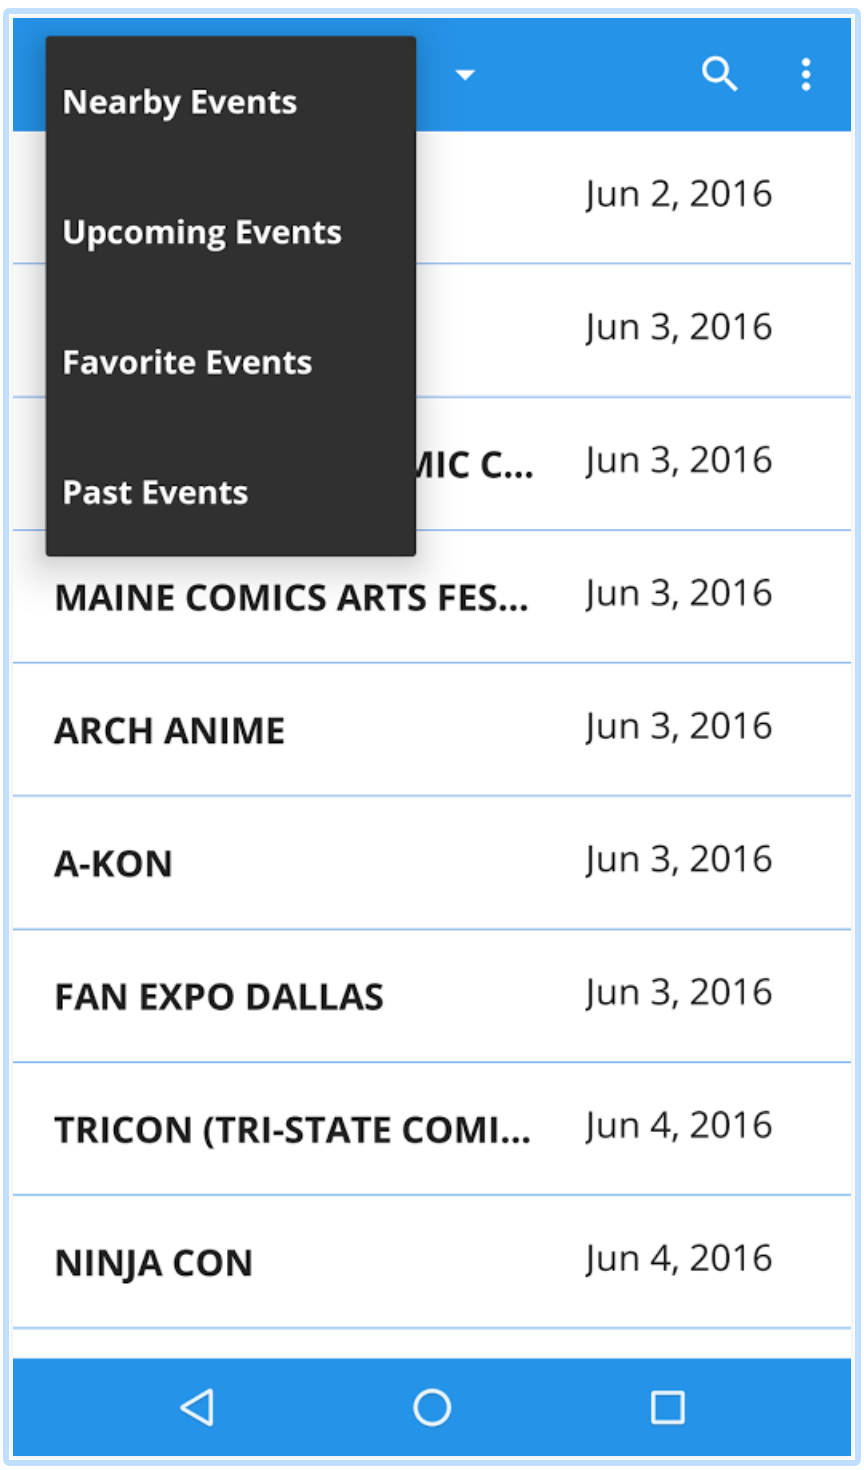 Nearby Events
Upcoming Events
Favorite Events
Past Events
Jun 2, 2016
Jun 3, 2016
C... Jun 3, 2016
MAINE COMICS ARTS FES... Jun 3, 2016
ARCH ANIME Jun 3, 2016
A-KON Jun 3, 2016
FAN EXPO DALLAS Jun 3, 2016
TRICON (TRI-STATE COMI... Jun 4, 2016
NINJA CON Jun 4, 2016